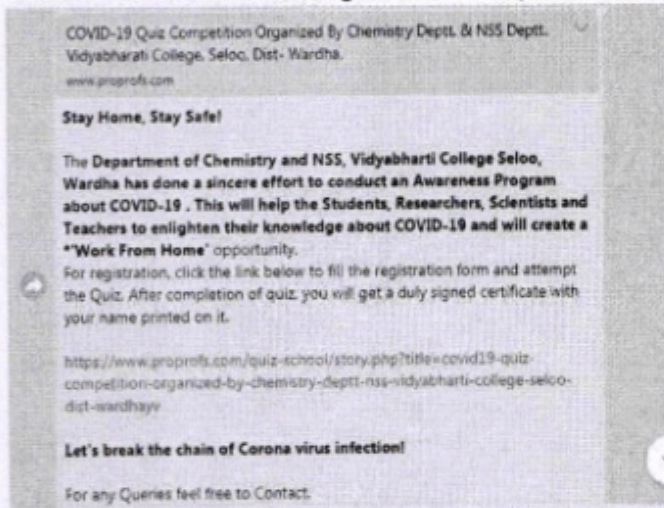 COVID-19 Quiz Competition Organized By Chemistry Deptt. & NSS Deptt.
Vidyabharati College, Seloo, Dist- Wardha.
www.proprofs.com
Stay Home, Stay Safe!
The Department of Chemistry and NSS, Vidyabharti College Seloo,
Wardha has done a sincere effort to conduct an Awareness Program
about COVID-19 . This will help the Students, Researchers, Scientists and
Teachers to enlighten their knowledge about COVID-19 and will create a
*"Work From Home" opportunity.
For registration, click the link below to fill the registration form and attempt
the Quiz. After completion of quiz, you will get a duly signed certificate with
your name printed on it.
https://www.proprofs.com/quiz-school/story.php?title=covid19-quiz-
competition-organized-by-chemistry-deptt-nss-vidyabharti-college-seloo-
dist-wardhayv
Let's break the chain of Corona virus infection!
For any Queries feel free to Contact.